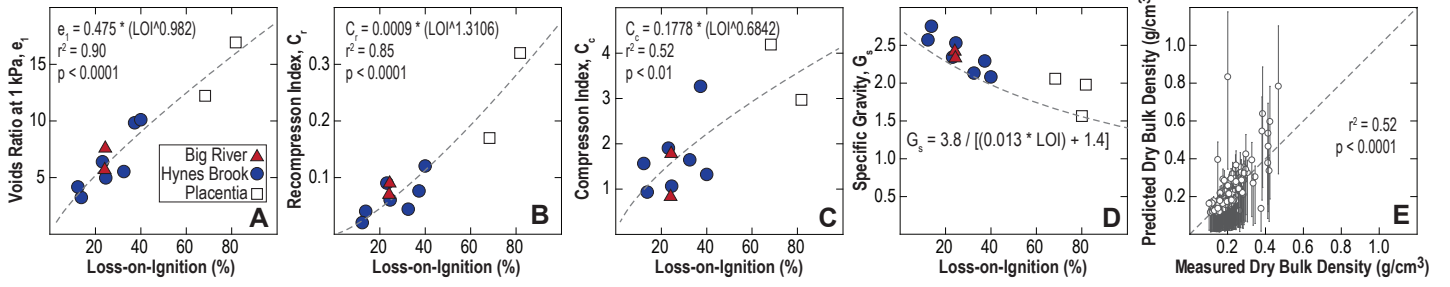 Voids Ratio at 1 kPa, e1
15
10
5
e1 = 0.475 * (LOI^0.982)
r2 = 0.90
p < 0.0001
Big River
Hynes Brook
Placentia
A
20 40 60 80
Loss-on-Ignition (%)
Recompresson Index, Cr
0.3
0.2
0.1
Cr = 0.0009 * (LOI^1.3106)
r2 = 0.85
p < 0.0001
B
20 40 60 80
Loss-on-Ignition (%)
Compression Index, Cc
4
3
2
1
Cc = 0.1778 * (LOI^0.6842)
r2 = 0.52
p < 0.01
C
20 40 60 80
Loss-on-Ignition (%)
Specific Gravity, Gs
2.5
2.0
1.5
1.0
0.5
Gs = 3.8 / [(0.013 * LOI) + 1.4]
D
20 40 60 80
Loss-on-Ignition (%)
Predicted Dry Bulk Density (g/cm3)
1.0
0.8
0.6
0.4
0.2
r2 = 0.52
p < 0.0001
E
0.2 0.4 0.6 0.8 1.0
Measured Dry Bulk Density (g/cm3)